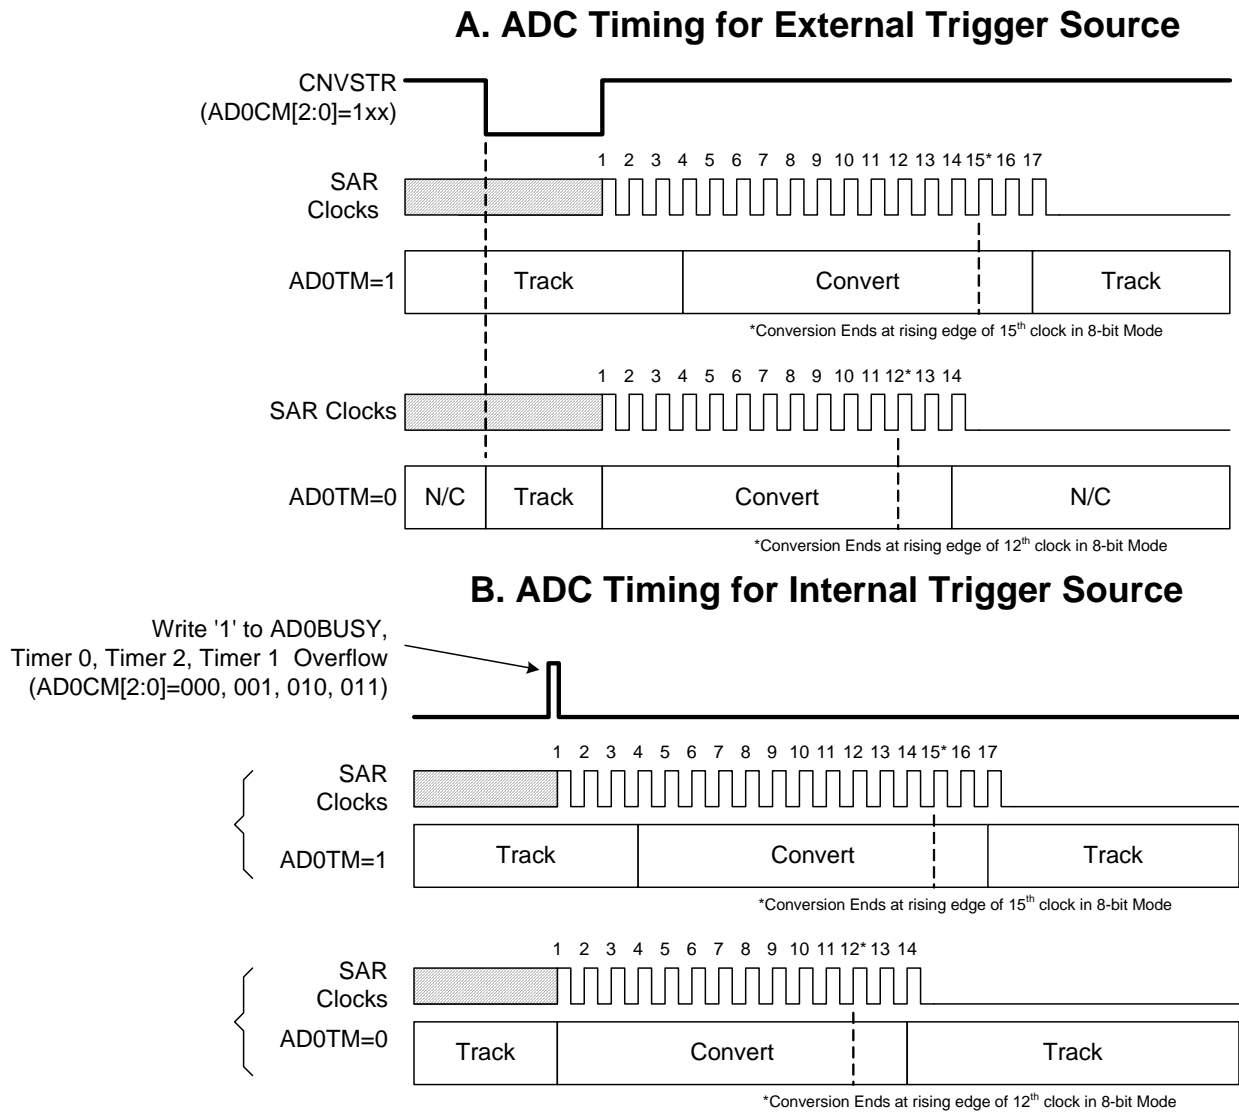 A. ADC Timing for External Trigger Source
CNVSTR
(AD0CM[2:0]=1xx)
1 2 3 4 5 6 7 8 9 10 11 12 13 14 15* 16 17
SAR
Clocks
AD0TM=1
Track
Convert
Track
*Conversion Ends at rising edge of 15th clock in 8-bit Mode
1 2 3 4 5 6 7 8 9 10 11 12* 13 14
SAR Clocks
AD0TM=0
N/C
Track
Convert
N/C
*Conversion Ends at rising edge of 12th clock in 8-bit Mode
B. ADC Timing for Internal Trigger Source
Write '1' to AD0BUSY,
Timer 0, Timer 2, Timer 1 Overflow
(AD0CM[2:0]=000, 001, 010, 011)
1 2 3 4 5 6 7 8 9 10 11 12 13 14 15* 16 17
SAR
Clocks
AD0TM=1
Track
Convert
Track
*Conversion Ends at rising edge of 15th clock in 8-bit Mode
1 2 3 4 5 6 7 8 9 10 11 12* 13 14
SAR
Clocks
AD0TM=0
Track
Convert
Track
*Conversion Ends at rising edge of 12th clock in 8-bit Mode